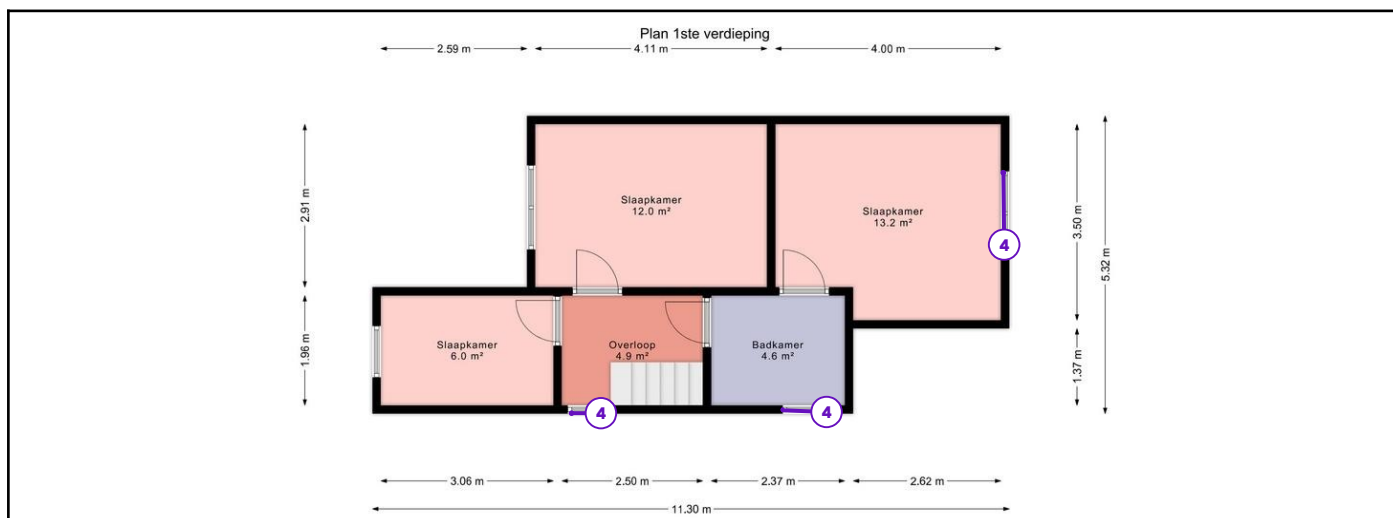 Plan 1ste verdieping
2.59 m
4.11 m
4.00 m
2.91 m
3.50 m
5.32 m
Slaapkamer
12.0 m²
Slaapkamer
13.2 m²
4
1.96 m
Slaapkamer
6.0 m²
Overloop
4.9 m²
Badkamer
4.6 m²
1.37 m
4
4
3.06 m
2.50 m
2.37 m
2.62 m
11.30 m